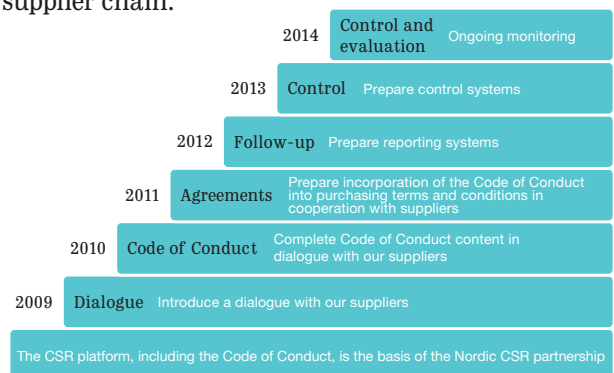 supplier chain.
2014 Control and evaluation Ongoing monitoring
2013 Control Prepare control systems
2012 Follow-up Prepare reporting systems
2011 Agreements Prepare incorporation of the Code of Conduct
into purchasing terms and conditions in
cooperation with suppliers
2010 Code of Conduct Complete Code of Conduct content in
dialogue with our suppliers
2009 Dialogue Introduce a dialogue with our suppliers
The CSR platform, including the Code of Conduct, is the basis of the Nordic CSR partnership